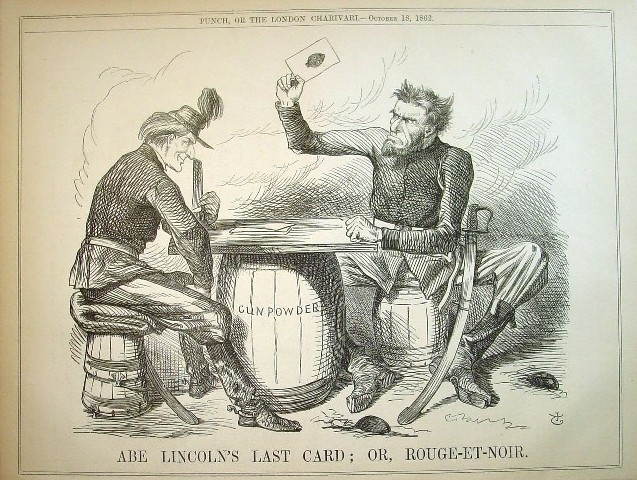 PUNCH, OR THE LONDON CHARIVARI.—OCTOBER 18, 1862.
GUNPOWDER
ABE LINCOLN'S LAST CARD; OR, ROUGE-ET-NOIR.